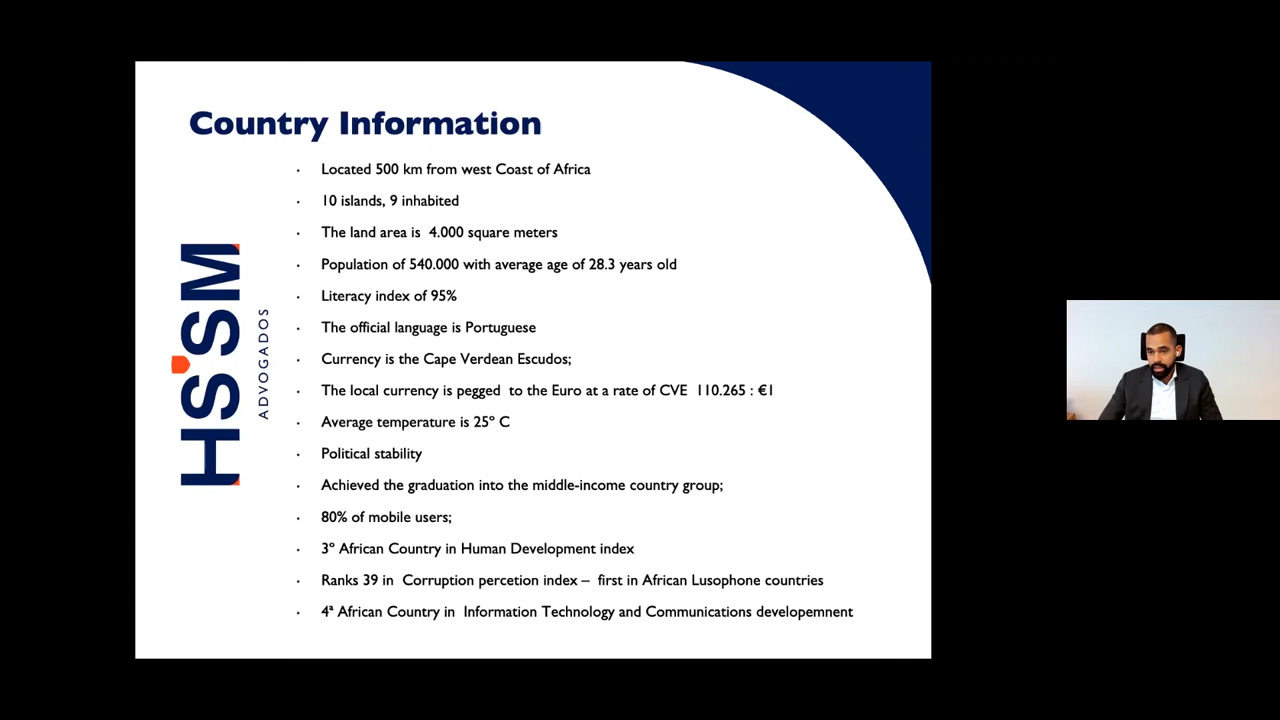 Country Information
HS'SM
ADVOGADOS
• Located 500 km from west Coast of Africa
• 10 islands, 9 inhabited
• The land area is 4.000 square meters
• Population of 540.000 with average age of 28.3 years old
• Literacy index of 95%
• The official language is Portuguese
• Currency is the Cape Verdean Escudos;
• The local currency is pegged to the Euro at a rate of CVE 110.265 : €1
• Average temperature is 25º C
• Political stability
• Achieved the graduation into the middle-income country group;
• 80% of mobile users;
• 3º African Country in Human Development index
• Ranks 39 in Corruption percetion index – first in African Lusophone countries
• 4ª African Country in Information Technology and Communications developemnent